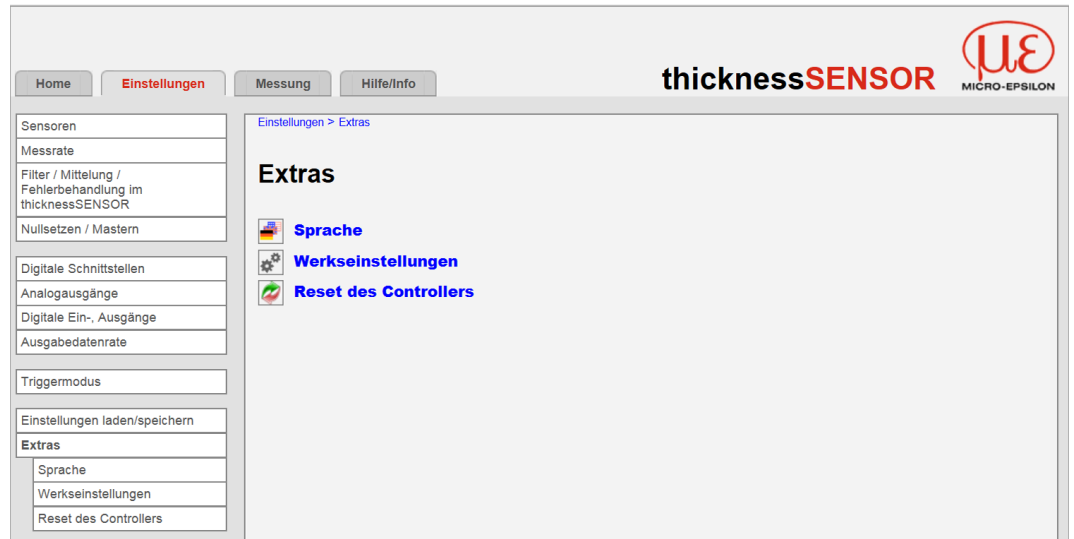 Home
Einstellungen
Messung
Hilfe/Info
thicknessSENSOR
µε
MICRO-EPSILON
Sensoren
Messrate
Filter / Mittelung /
Fehlerbehandlung im
thicknessSENSOR
Nullsetzen / Mastern
Digitale Schnittstellen
Analogausgänge
Digitale Ein-, Ausgänge
Ausgabedatenrate
Triggermodus
Einstellungen laden/speichern
Extras
Sprache
Werkseinstellungen
Reset des Controllers
Einstellungen > Extras
Extras
Sprache
Werkseinstellungen
Reset des Controllers